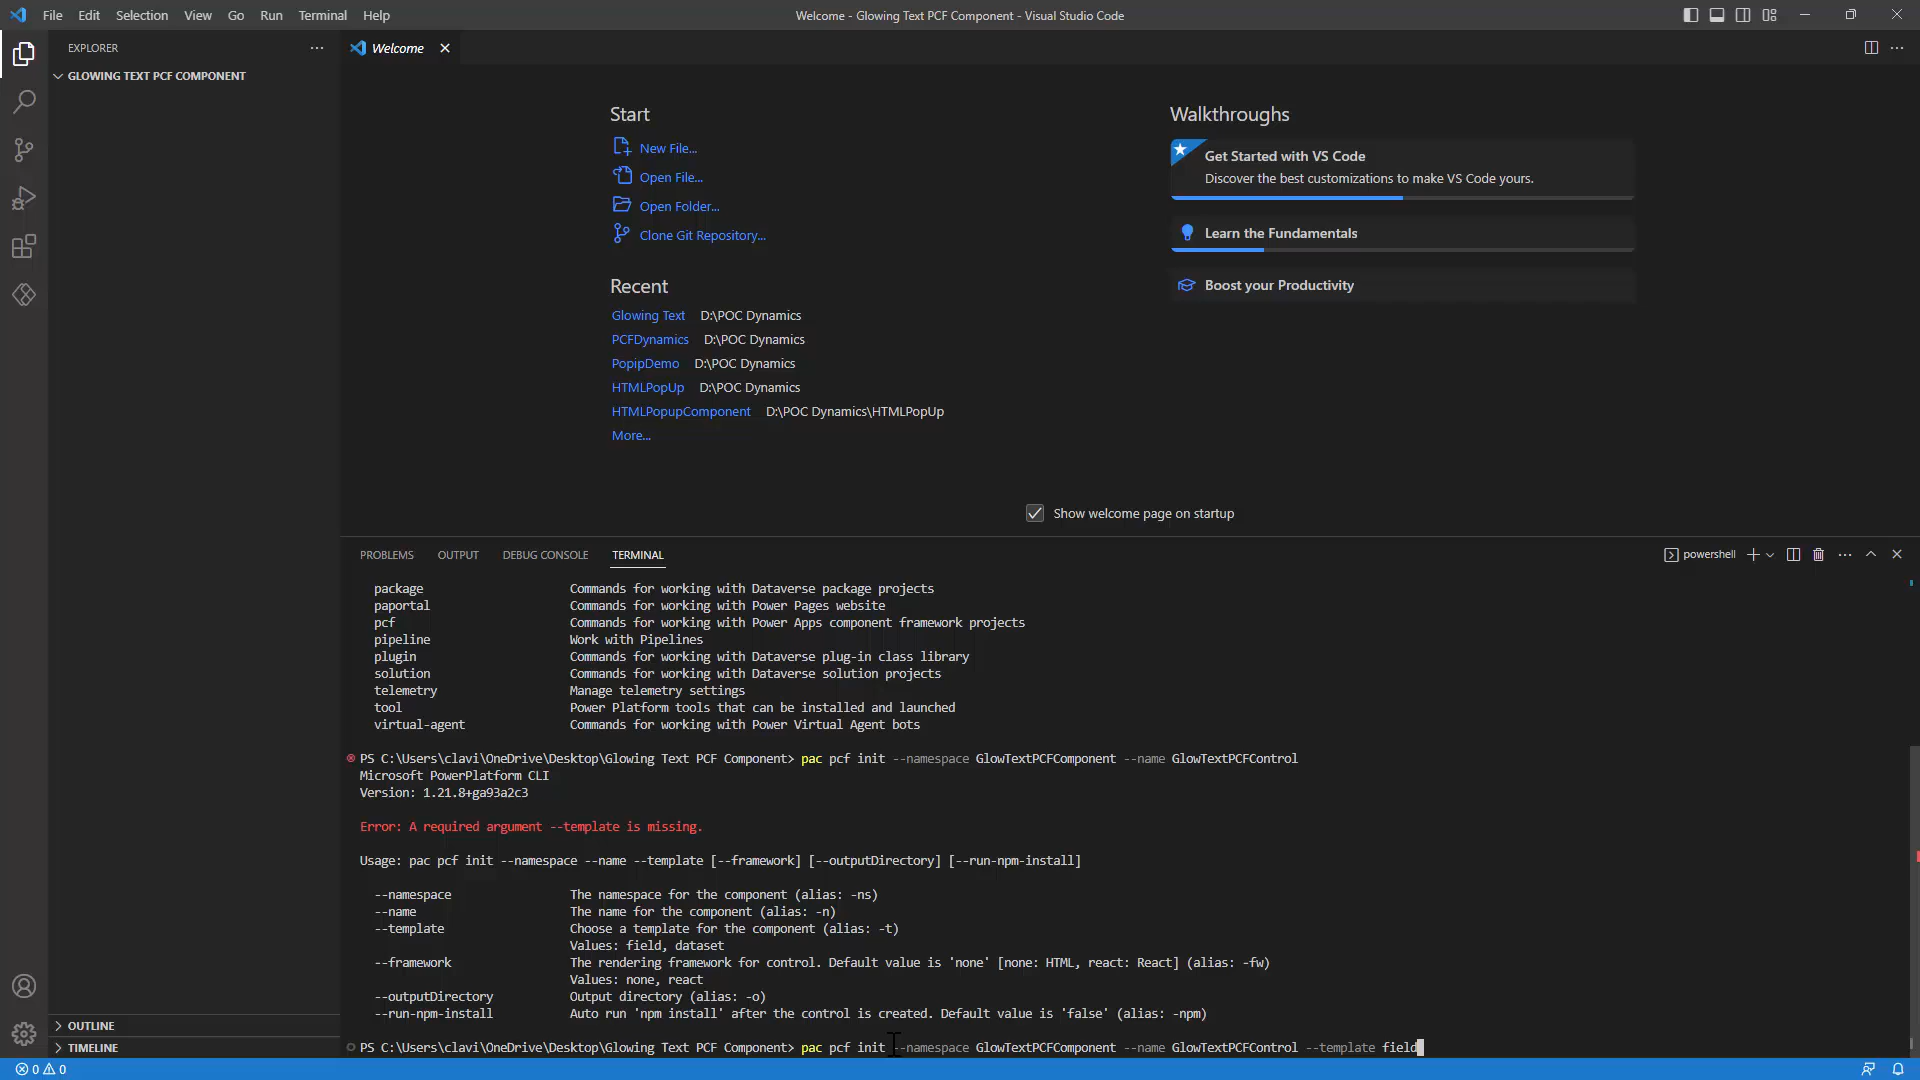 File Edit Selection View Go Run Terminal Help
Welcome - Glowing Text PCF Component - Visual Studio Code
EXPLORER
Welcome
GLOWING TEXT PCF COMPONENT
Start
New File...
Open File...
Open Folder...
Clone Git Repository...
Recent
Glowing Text D:\POC Dynamics
PCFDynamics D:\POC Dynamics
PopipDemo D:\POC Dynamics
HTMLPopUp D:\POC Dynamics
HTMLPopupComponent D:\POC Dynamics\HTMLPopUp
More...
Walkthroughs
Get Started with VS Code
Discover the best customizations to make VS Code yours.
Learn the Fundamentals
Boost your Productivity
Show welcome page on startup
PROBLEMS OUTPUT DEBUG CONSOLE TERMINAL
powershell
package Commands for working with Dataverse package projects
paportal Commands for working with Power Pages website
pcf Commands for working with Power Apps component framework projects
pipeline Work with Pipelines
plugin Commands for working with Dataverse plug-in class library
solution Commands for working with Dataverse solution projects
telemetry Manage telemetry settings
tool Power Platform tools that can be installed and launched
virtual-agent Commands for working with Power Virtual Agent bots
PS C:\Users\clavi\OneDrive\Desktop\Glowing Text PCF Component> pac pcf init --namespace GlowTextPCFComponent --name GlowTextPCFControl
Microsoft PowerPlatform CLI
Version: 1.21.8+ga93a2c3
Error: A required argument --template is missing.
Usage: pac pcf init --namespace --name --template [--framework] [--outputDirectory] [--run-npm-install]
--namespace The namespace for the component (alias: -ns)
--name The name for the component (alias: -n)
--template Choose a template for the component (alias: -t)
Values: field, dataset
--framework The rendering framework for control. Default value is 'none' [none: HTML, react: React] (alias: -fw)
Values: none, react
--outputDirectory Output directory (alias: -o)
--run-npm-install Auto run 'npm install' after the control is created. Default value is 'false' (alias: -npm)
PS C:\Users\clavi\OneDrive\Desktop\Glowing Text PCF Component> pac pcf init --namespace GlowTextPCFComponent --name GlowTextPCFControl --template field
OUTLINE
TIMELINE
0 0